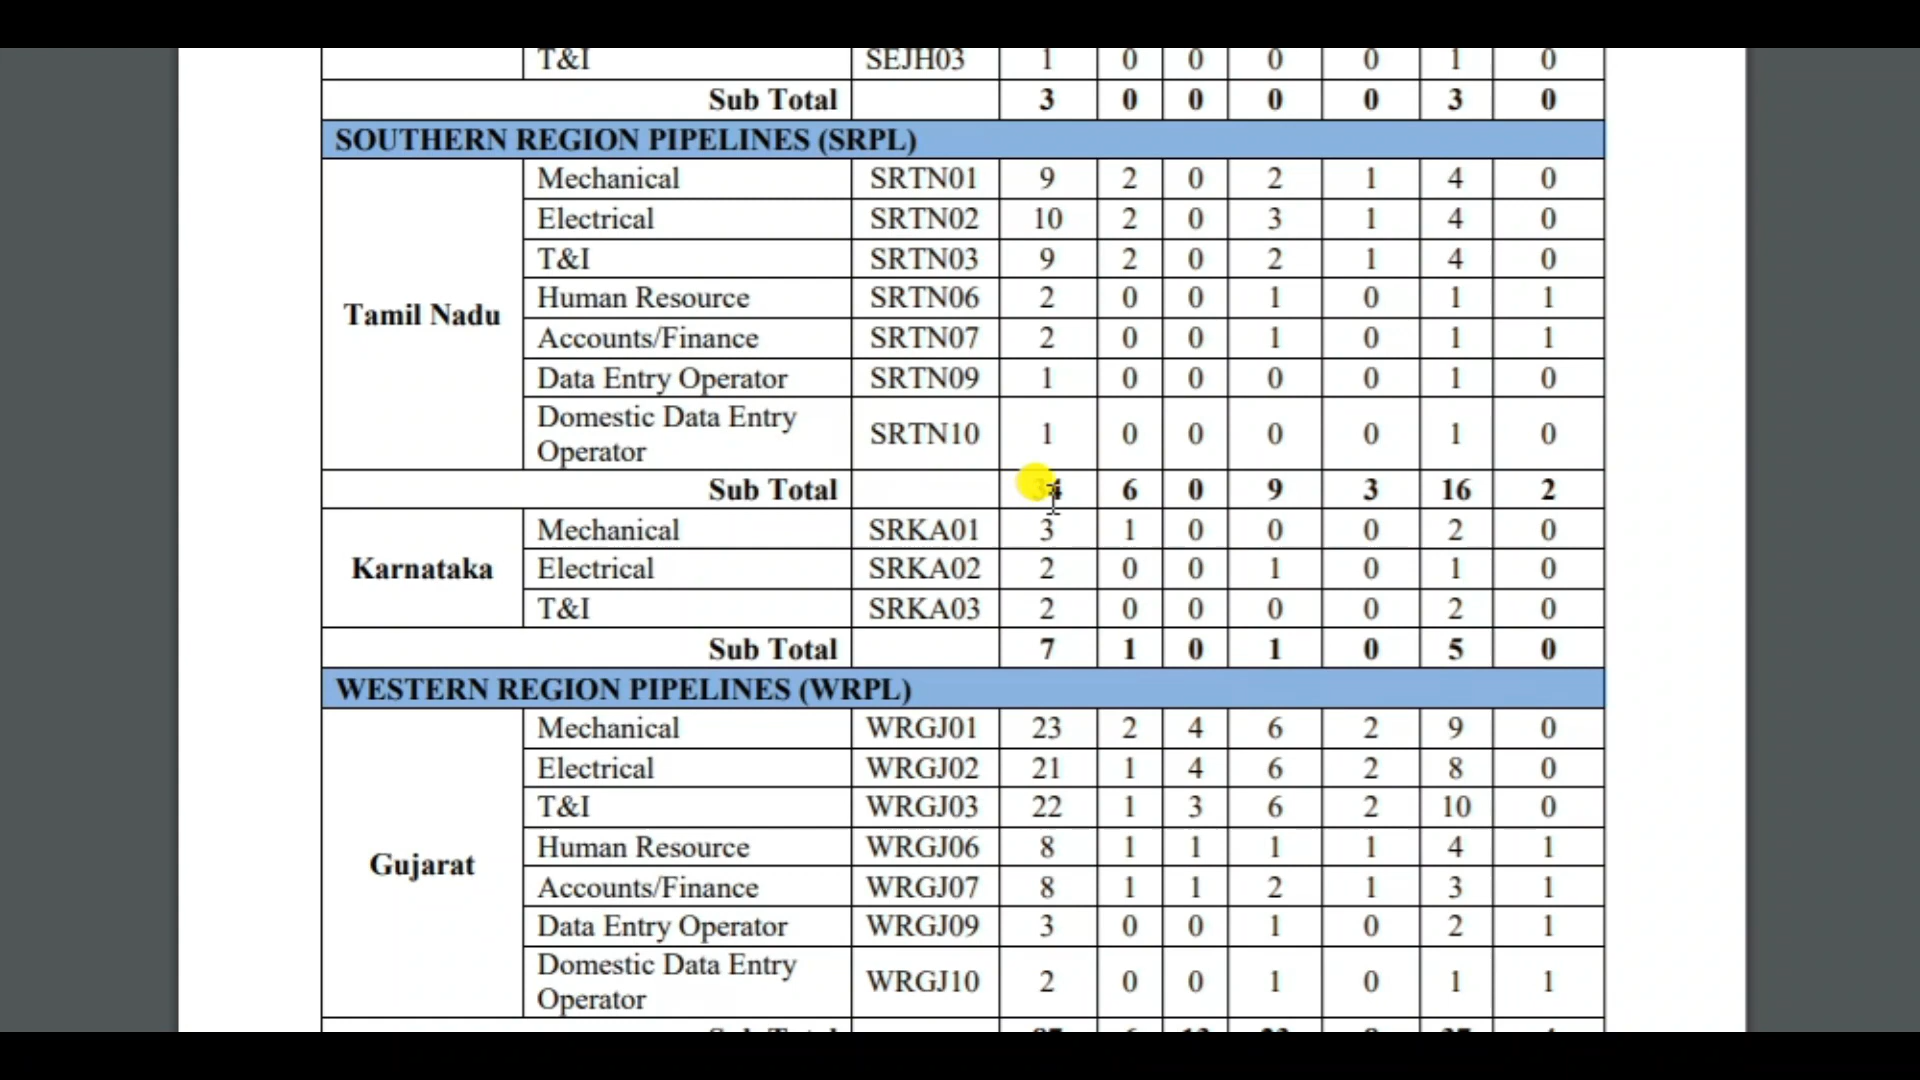 T&I SEJH03 1 0 0 0 0 1 0
Sub Total 3 0 0 0 0 3 0
SOUTHERN REGION PIPELINES (SRPL)
Tamil Nadu
Mechanical SRTN01 9 2 0 2 1 4 0
Electrical SRTN02 10 2 0 3 1 4 0
T&I SRTN03 9 2 0 2 1 4 0
Human Resource SRTN06 2 0 0 1 0 1 1
Accounts/Finance SRTN07 2 0 0 1 0 1 1
Data Entry Operator SRTN09 1 0 0 0 0 1 0
Domestic Data Entry
Operator SRTN10 1 0 0 0 0 1 0
Sub Total 34 6 0 9 3 16 2
Karnataka
Mechanical SRKA01 3 1 0 0 0 2 0
Electrical SRKA02 2 0 0 1 0 1 0
T&I SRKA03 2 0 0 0 0 2 0
Sub Total 7 1 0 1 0 5 0
WESTERN REGION PIPELINES (WRPL)
Gujarat
Mechanical WRGJ01 23 2 4 6 2 9 0
Electrical WRGJ02 21 1 4 6 2 8 0
T&I WRGJ03 22 1 3 6 2 10 0
Human Resource WRGJ06 8 1 1 1 1 4 1
Accounts/Finance WRGJ07 8 1 1 2 1 3 1
Data Entry Operator WRGJ09 3 0 0 1 0 2 1
Domestic Data Entry
Operator WRGJ10 2 0 0 1 0 1 1
Sub Total